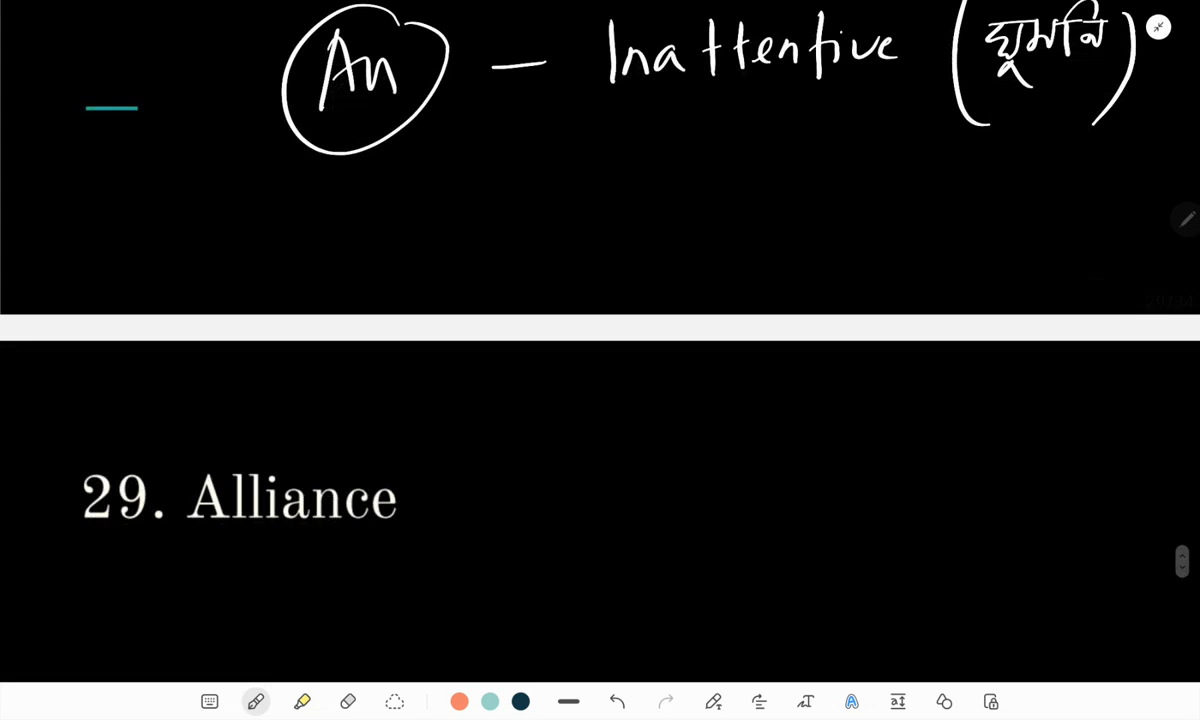 An — Inattentive
29. Alliance